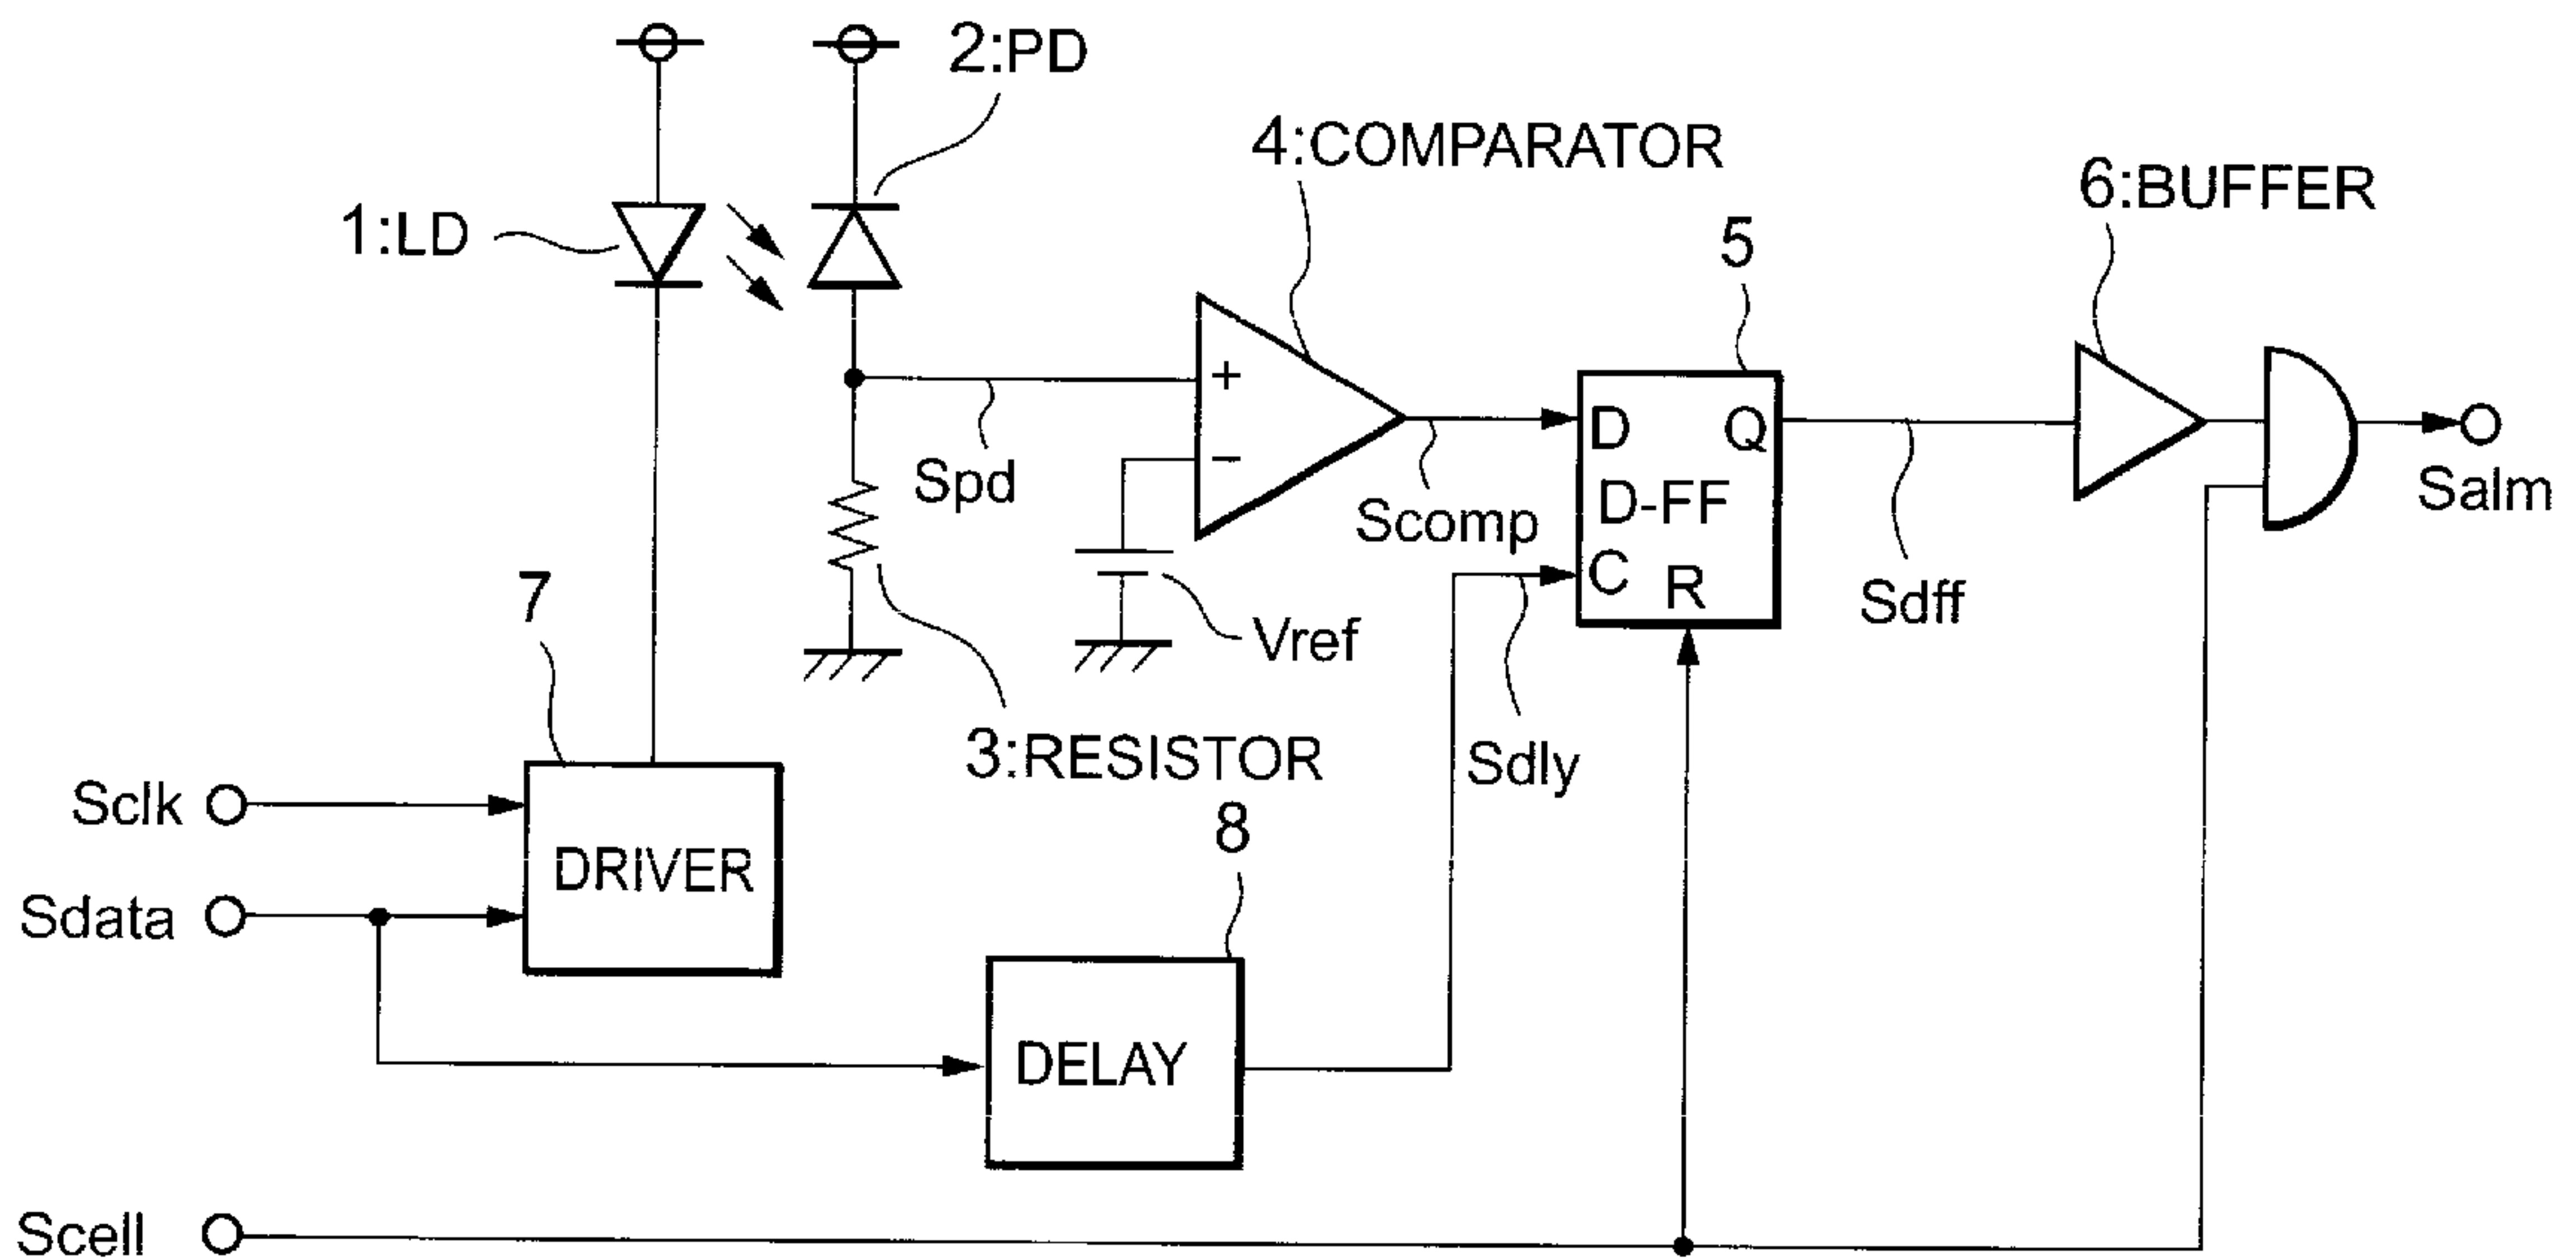 2:PD
4:COMPARATOR
6:BUFFER
1:LD
5
+
−
D
Q
D-FF
C
R
Spd
Scomp
Salm
Sdff
7
Vref
3:RESISTOR
Sdly
Sclk
8
DRIVER
Sdata
DELAY
Scell